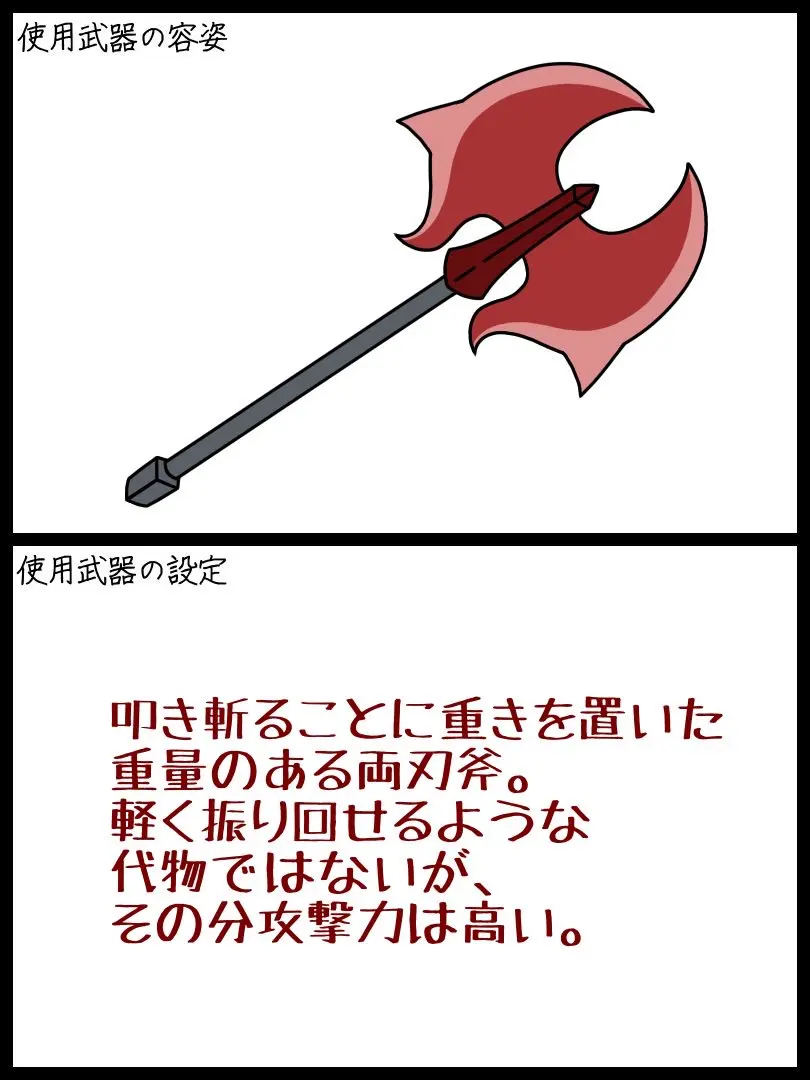 使用武器の容姿
使用武器の設定
叩き斬ることに重きを置いた
重量のある両刃斧。
軽く振り回せるような
代物ではないが、
その分攻撃力は高い。